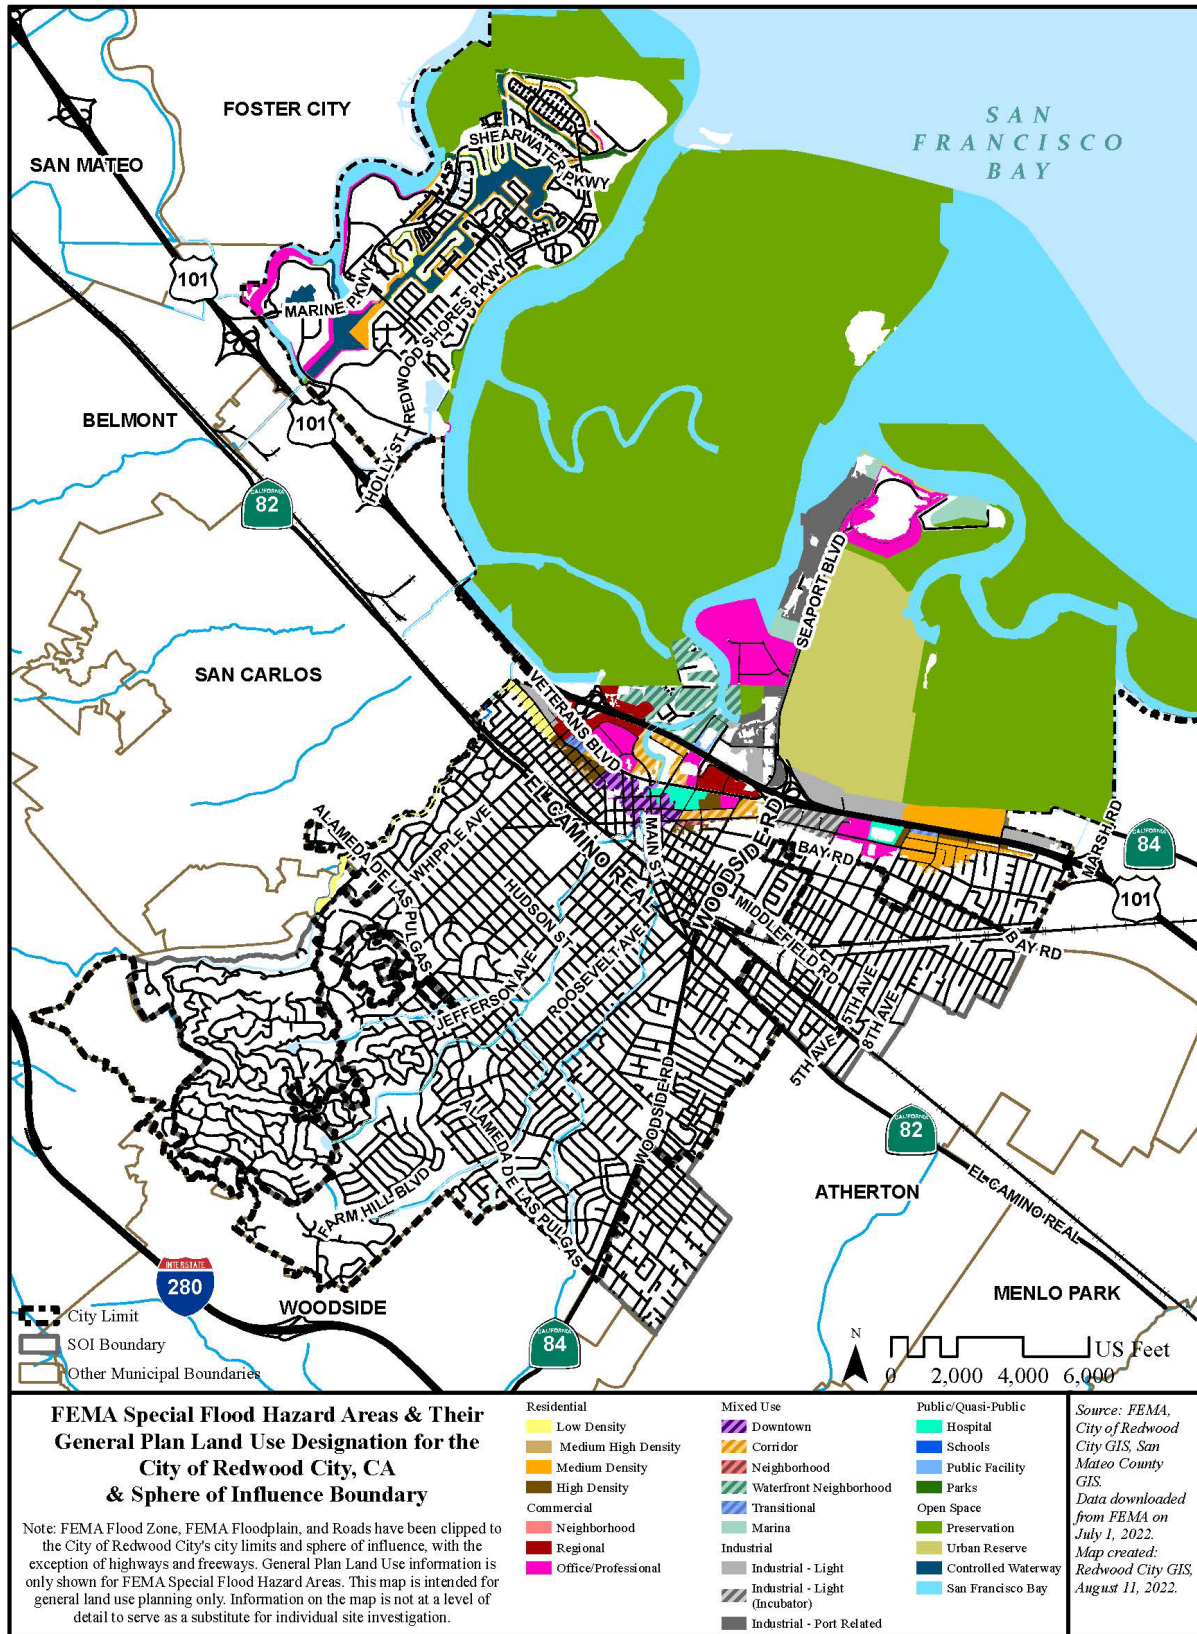 FOSTER CITY
SAN MATEO
SAN
FRANCISCO
BAY
SHEARWATER PKWY
101
MARINE PKWY
REDWOOD SHORES PKWY
BELMONT
101
HOLLY ST
CALIFORNIA
82
SEAPORT BLVD
SAN CARLOS
VETERANS BLVD
EL CAMINO REAL
ALAMEDA DE LAS PULGAS
WHIPPLE AVE
MAIN ST
WOODSIDE RD
BAY RD
MARSH RD
CALIFORNIA
84
101
HUDSON ST
MIDDLEFIELD RD
BAY RD
JEFFERSON AVE
ROOSEVELT AVE
5TH AVE
8TH AVE
5TH AVE
WOODSIDE RD
CALIFORNIA
82
ALAMEDA DE LAS PULGAS
FARM HILL BLVD
ATHERTON
EL CAMINO REAL
INTERSTATE
280
WOODSIDE
MENLO PARK
CALIFORNIA
84
City Limit
SOI Boundary
Other Municipal Boundaries
N
US Feet
0 2,000 4,000 6,000
FEMA Special Flood Hazard Areas & Their
General Plan Land Use Designation for the
City of Redwood City, CA
& Sphere of Influence Boundary
Note: FEMA Flood Zone, FEMA Floodplain, and Roads have been clipped to
the City of Redwood City's city limits and sphere of influence, with the
exception of highways and freeways. General Plan Land Use information is
only shown for FEMA Special Flood Hazard Areas. This map is intended for
general land use planning only. Information on the map is not at a level of
detail to serve as a substitute for individual site investigation.
Residential
Low Density
Medium High Density
Medium Density
High Density
Commercial
Neighborhood
Regional
Office/Professional
Mixed Use
Downtown
Corridor
Neighborhood
Waterfront Neighborhood
Transitional
Marina
Industrial
Industrial - Light
Industrial - Light
(Incubator)
Industrial - Port Related
Public/Quasi-Public
Hospital
Schools
Public Facility
Parks
Open Space
Preservation
Urban Reserve
Controlled Waterway
San Francisco Bay
Source: FEMA,
City of Redwood
City GIS, San
Mateo County
GIS.
Data downloaded
from FEMA on
July 1, 2022.
Map created:
Redwood City GIS,
August 11, 2022.